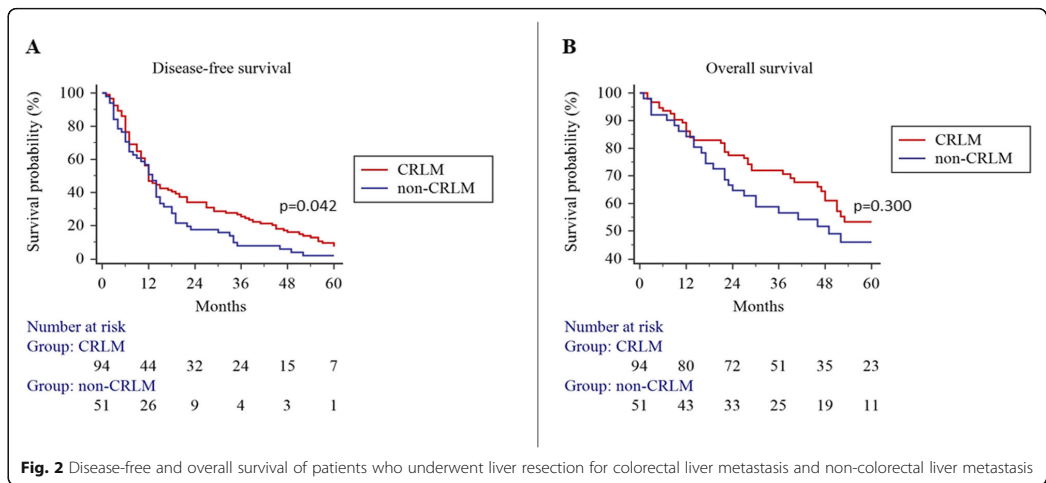 A
Disease-free survival
Survival probability (%)
100
80
60
40
20
0
0 12 24 36 48 60
Months
CRLM
non-CRLM
p=0.042
Number at risk
Group: CRLM
94 44 32 24 15 7
Group: non-CRLM
51 26 9 4 3 1
B
Overall survival
Survival probability (%)
100
90
80
70
60
50
40
0 12 24 36 48 60
Months
CRLM
non-CRLM
p=0.300
Number at risk
Group: CRLM
94 80 72 51 35 23
Group: non-CRLM
51 43 33 25 19 11
Fig. 2 Disease-free and overall survival of patients who underwent liver resection for colorectal liver metastasis and non-colorectal liver metastasis